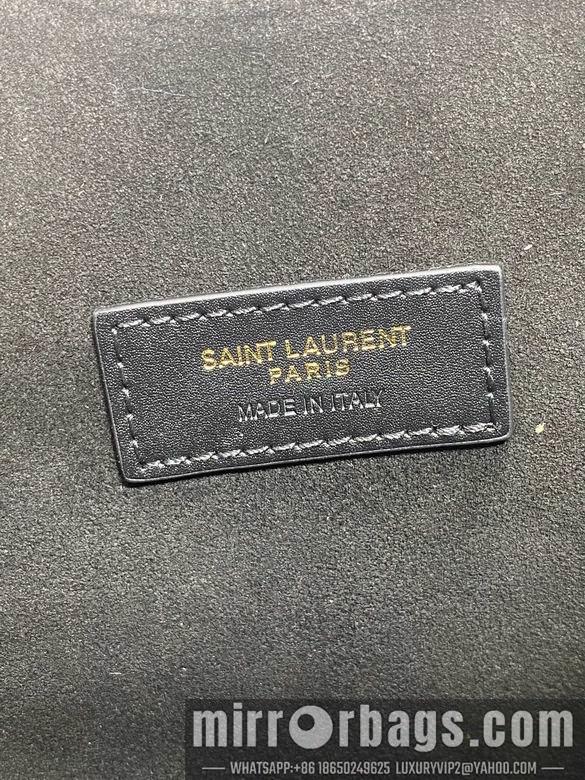 SAINT LAURENT
PARIS
MADE IN ITALY
mirrorbags.com
WHATSAPP:+86 18650249625 LUXURYVIP2@YAHOO.COM